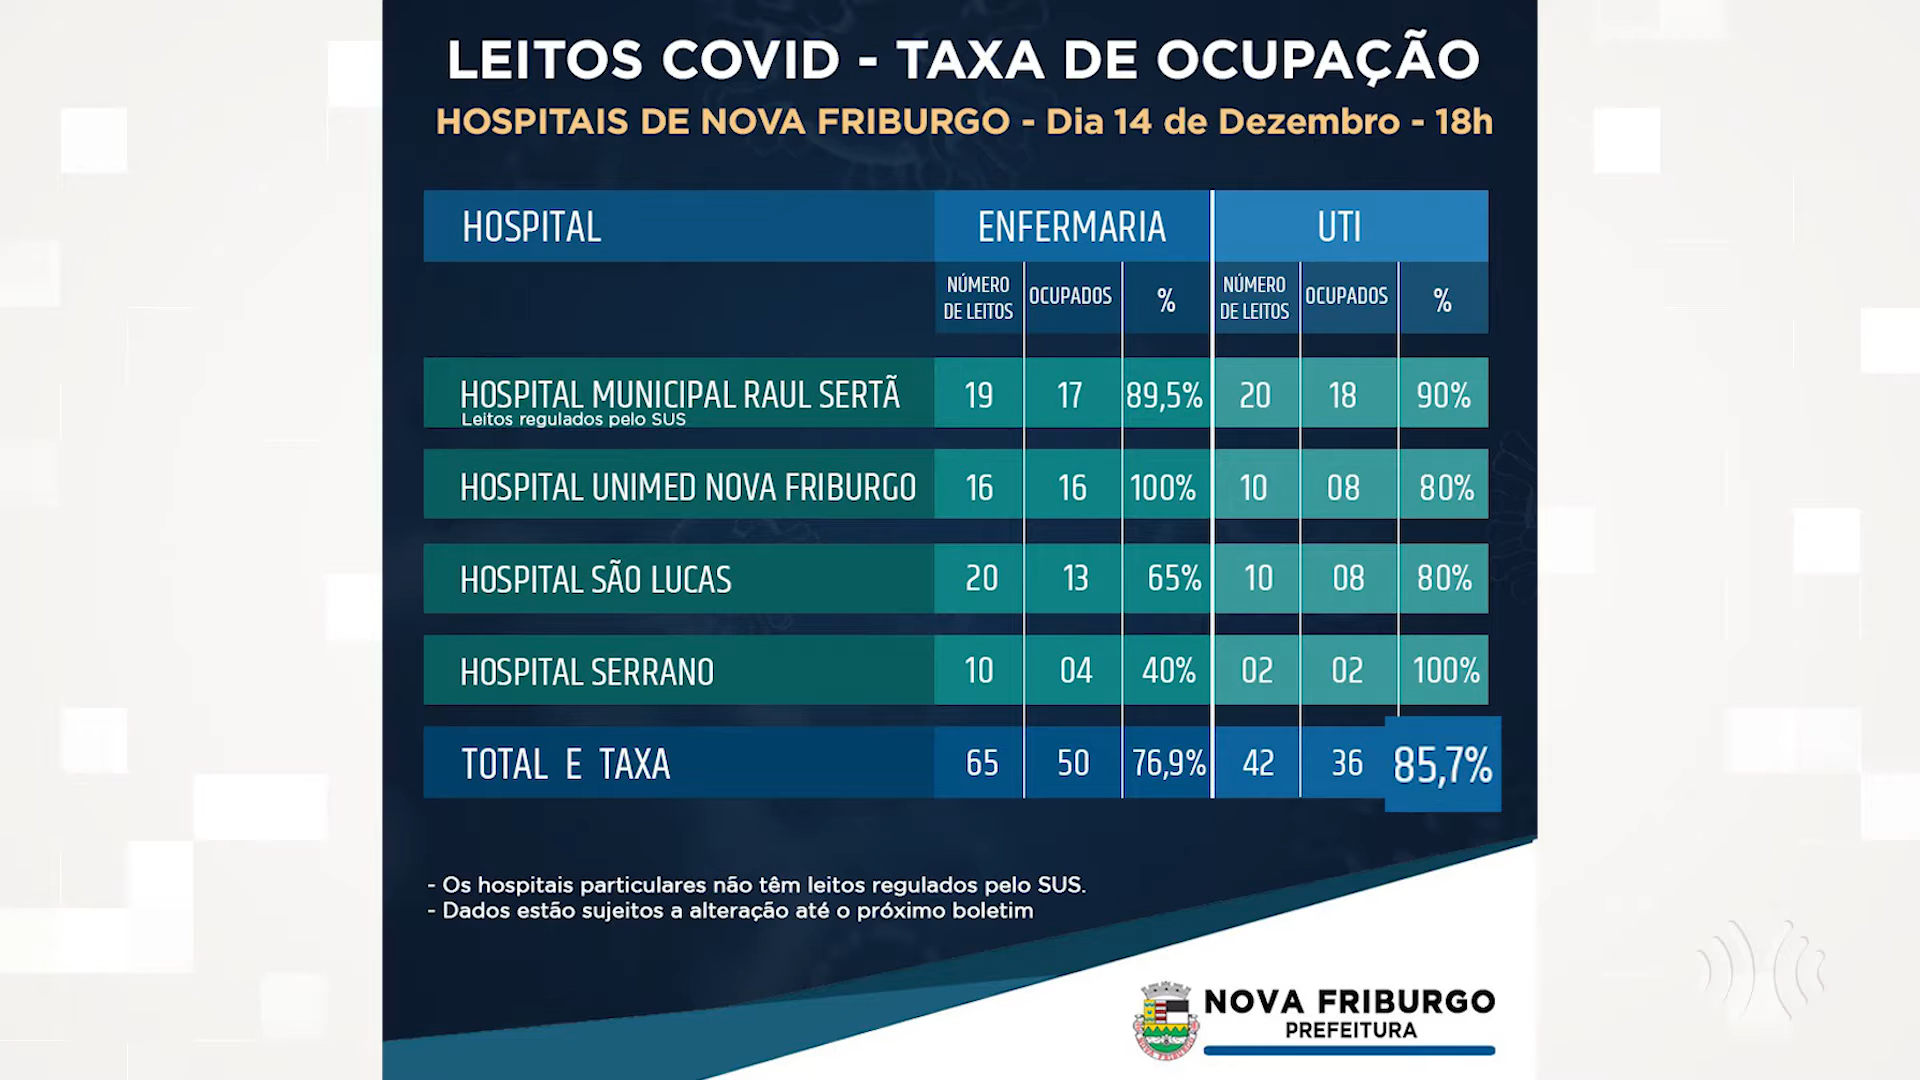 LEITOS COVID - TAXA DE OCUPAÇÃO
HOSPITAIS DE NOVA FRIBURGO - Dia 14 de Dezembro - 18h
HOSPITAL ENFERMARIA UTI
NÚMERO DE LEITOS OCUPADOS % NÚMERO DE LEITOS OCUPADOS %
HOSPITAL MUNICIPAL RAUL SERTÃ 19 17 89,5% 20 18 90%
Leitos regulados pelo SUS
HOSPITAL UNIMED NOVA FRIBURGO 16 16 100% 10 08 80%
HOSPITAL SÃO LUCAS 20 13 65% 10 08 80%
HOSPITAL SERRANO 10 04 40% 02 02 100%
TOTAL E TAXA 65 50 76,9% 42 36 85,7%
- Os hospitais particulares não têm leitos regulados pelo SUS.
- Dados estão sujeitos a alteração até o próximo boletim
NOVA FRIBURGO
PREFEITURA
NOVA FRIBURGO